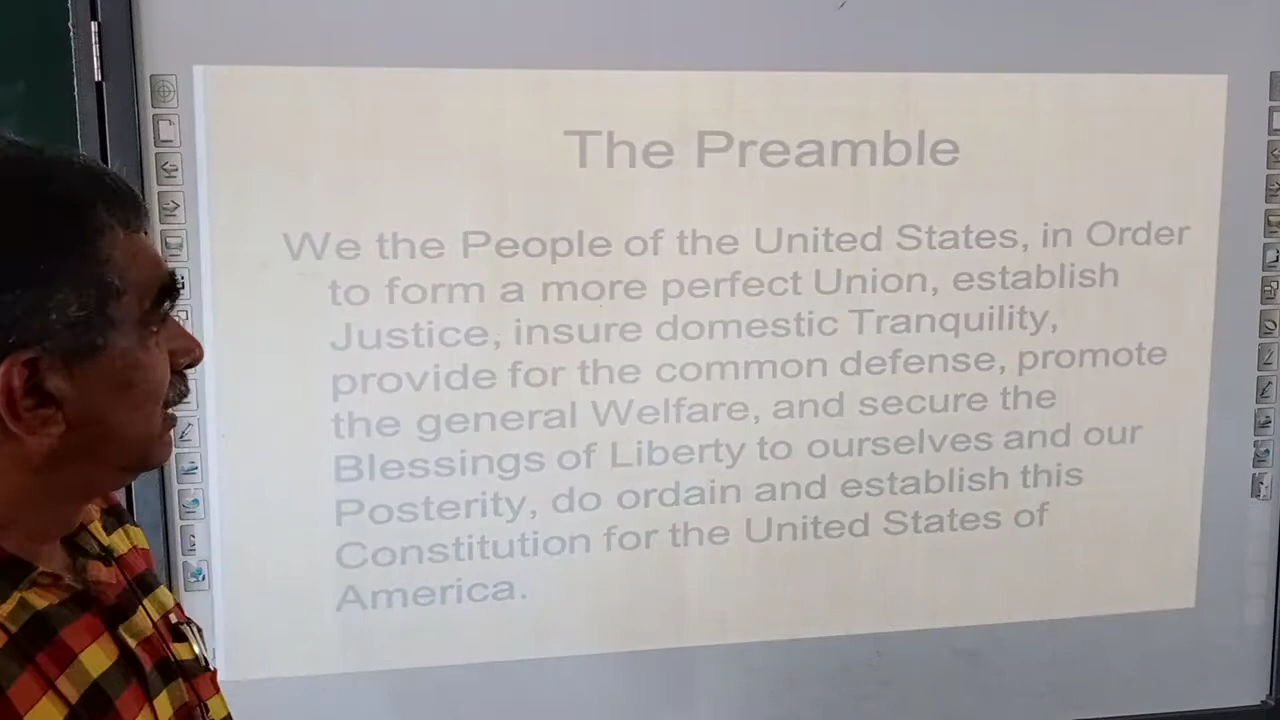 The Preamble
We the People of the United States, in Order
to form a more perfect Union, establish
Justice, insure domestic Tranquility,
provide for the common defense, promote
the general Welfare, and secure the
Blessings of Liberty to ourselves and our
Posterity, do ordain and establish this
Constitution for the United States of
America.